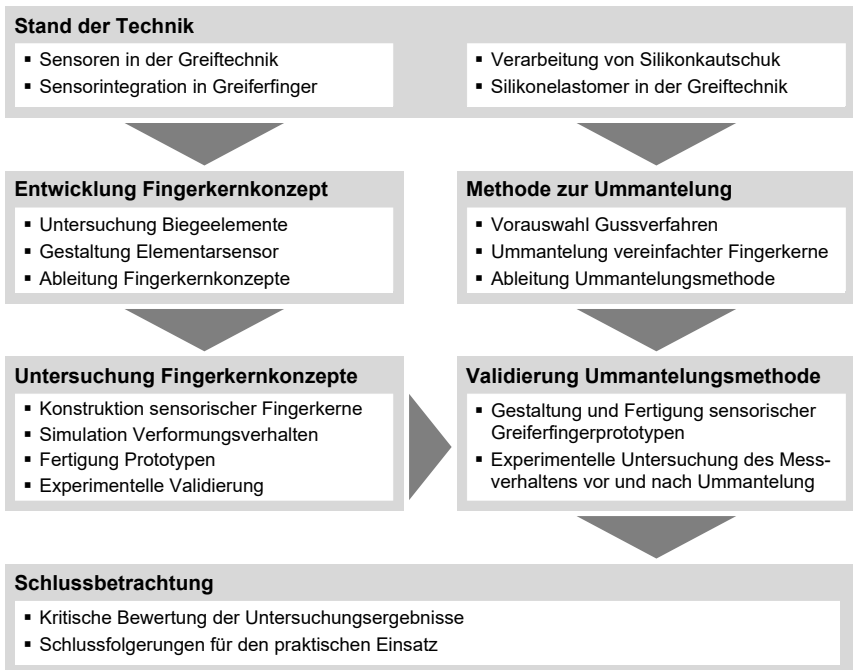 Stand der Technik
▪ Sensoren in der Greiftechnik
▪ Sensorintegration in Greiferfinger
▪ Verarbeitung von Silikonkautschuk
▪ Silikonelastomer in der Greiftechnik
Entwicklung Fingerkernkonzept
▪ Untersuchung Biegeelemente
▪ Gestaltung Elementarsensor
▪ Ableitung Fingerkernkonzepte
Methode zur Ummantelung
▪ Vorauswahl Gussverfahren
▪ Ummantelung vereinfachter Fingerkerne
▪ Ableitung Ummantelungsmethode
Untersuchung Fingerkernkonzepte
▪ Konstruktion sensorischer Fingerkerne
▪ Simulation Verformungsverhalten
▪ Fertigung Prototypen
▪ Experimentelle Validierung
Validierung Ummantelungsmethode
▪ Gestaltung und Fertigung sensorischer
Greiferfingerprototypen
▪ Experimentelle Untersuchung des Mess-
verhaltens vor und nach Ummantelung
Schlussbetrachtung
▪ Kritische Bewertung der Untersuchungsergebnisse
▪ Schlussfolgerungen für den praktischen Einsatz